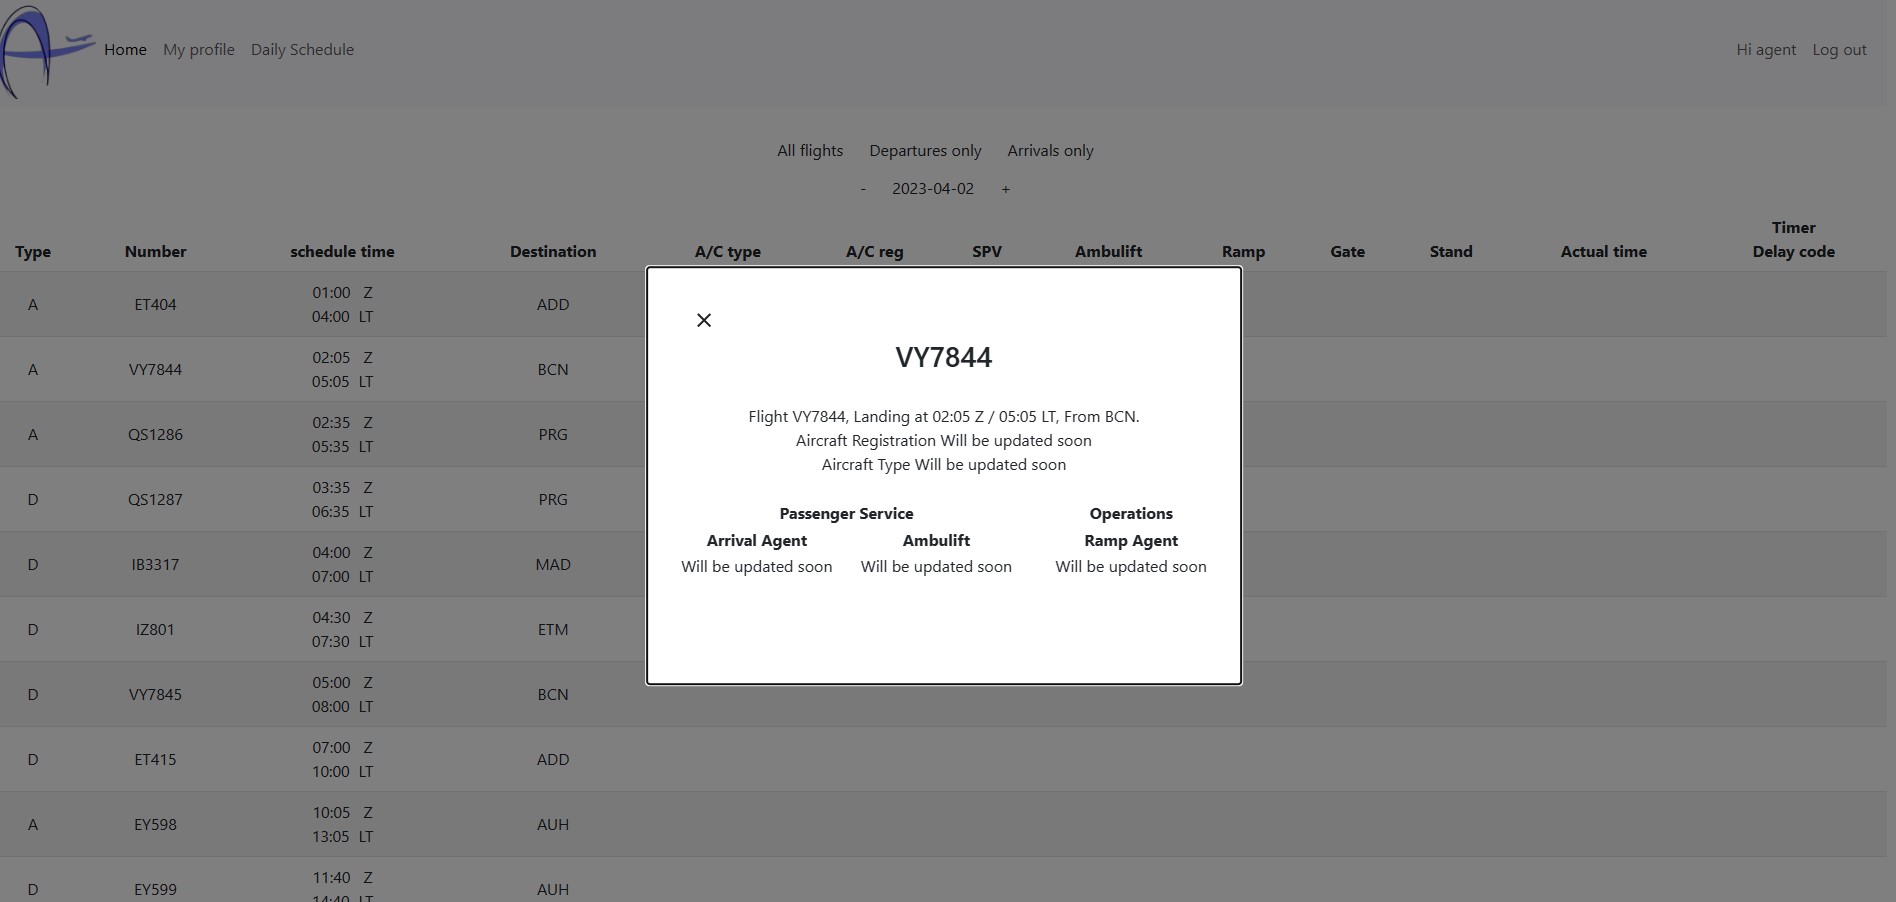 Home My profile Daily Schedule Hi agent Log out
All flights Departures only Arrivals only
- 2023-04-02 +
Type Number schedule time Destination A/C type A/C reg SPV Ambulift Ramp Gate Stand Actual time Timer
Delay code
A ET404 01:00 Z
04:00 LT ADD
A VY7844 02:05 Z
05:05 LT BCN
A QS1286 02:35 Z
05:35 LT PRG
D QS1287 03:35 Z
06:35 LT PRG
D IB3317 04:00 Z
07:00 LT MAD
D IZ801 04:30 Z
07:30 LT ETM
D VY7845 05:00 Z
08:00 LT BCN
D ET415 07:00 Z
10:00 LT ADD
A EY598 10:05 Z
13:05 LT AUH
D EY599 11:40 Z
14:40 LT AUH
×
VY7844
Flight VY7844, Landing at 02:05 Z / 05:05 LT, From BCN.
Aircraft Registration Will be updated soon
Aircraft Type Will be updated soon
Passenger Service Operations
Arrival Agent Ambulift Ramp Agent
Will be updated soon Will be updated soon Will be updated soon